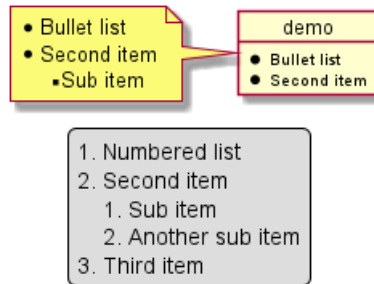 • Bullet list
• Second item
▪Sub item
demo
• Bullet list
• Second item
1. Numbered list
2. Second item
1. Sub item
2. Another sub item
3. Third item